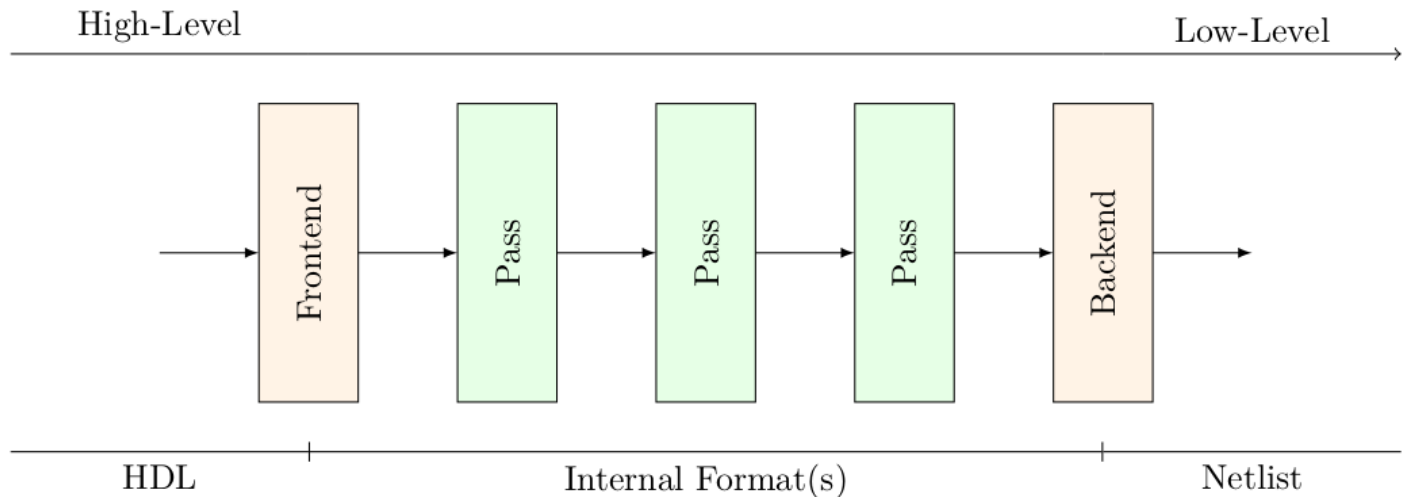 High-Level
Low-Level
Frontend
Pass
Pass
Pass
Backend
HDL
Internal Format(s)
Netlist